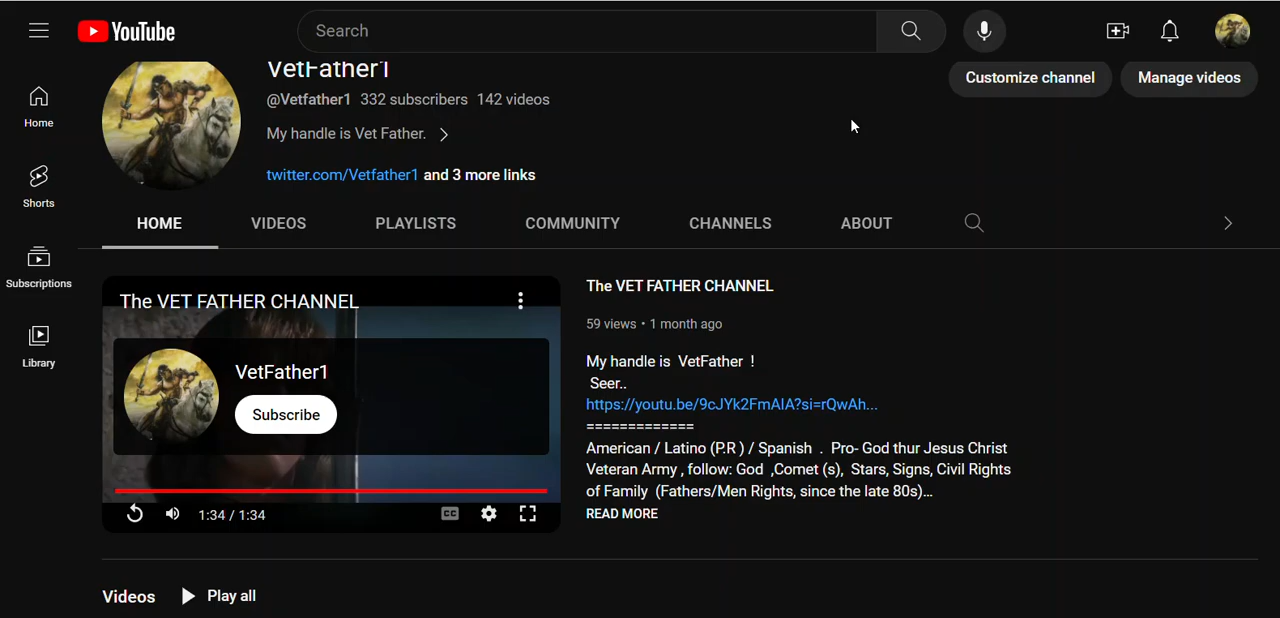 YouTube
Search
VetFather1
Customize channel
Manage videos
@Vetfather1 332 subscribers 142 videos
My handle is Vet Father.
twitter.com/Vetfather1 and 3 more links
Home
Shorts
Subscriptions
Library
HOME VIDEOS PLAYLISTS COMMUNITY CHANNELS ABOUT
The VET FATHER CHANNEL
VetFather1
Subscribe
CC
1:34 / 1:34
The VET FATHER CHANNEL
59 views • 1 month ago
My handle is VetFather !
Seer..
https://youtu.be/9cJYk2FmAIA?si=rQwAh...
=============
American / Latino (P.R ) / Spanish . Pro- God thur Jesus Christ
Veteran Army , follow: God ,Comet (s), Stars, Signs, Civil Rights
of Family (Fathers/Men Rights, since the late 80s)...
READ MORE
Videos Play all